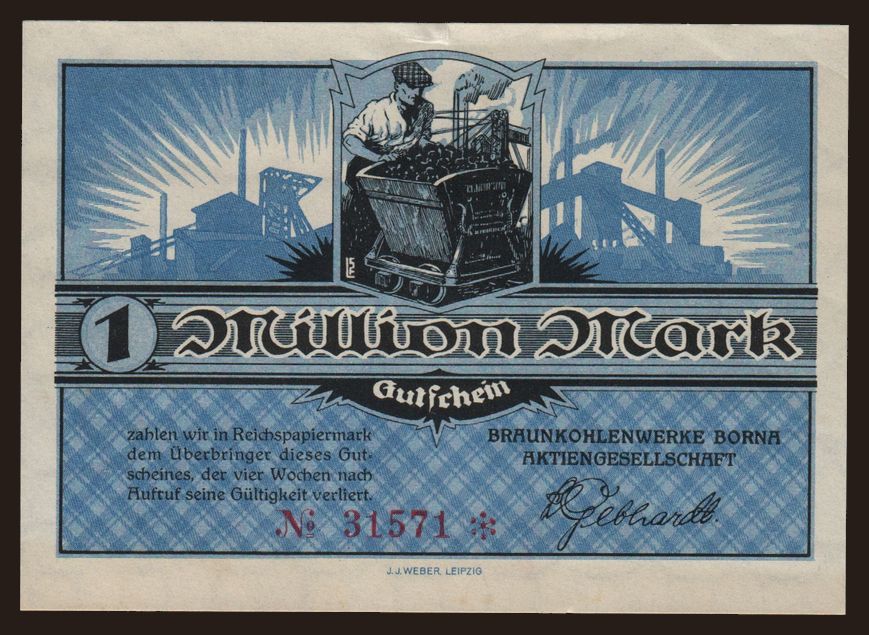 1 Million Mark
Gutschein
zahlen wir in Reichspapiermark
dem Überbringer dieses Gut-
scheines, der vier Wochen nach
Aufruf seine Gültigkeit verliert.
BRAUNKOHLENWERKE BORNA
AKTIENGESELLSCHAFT
Gebhardt.
№ 31571 *
J. J. WEBER, LEIPZIG